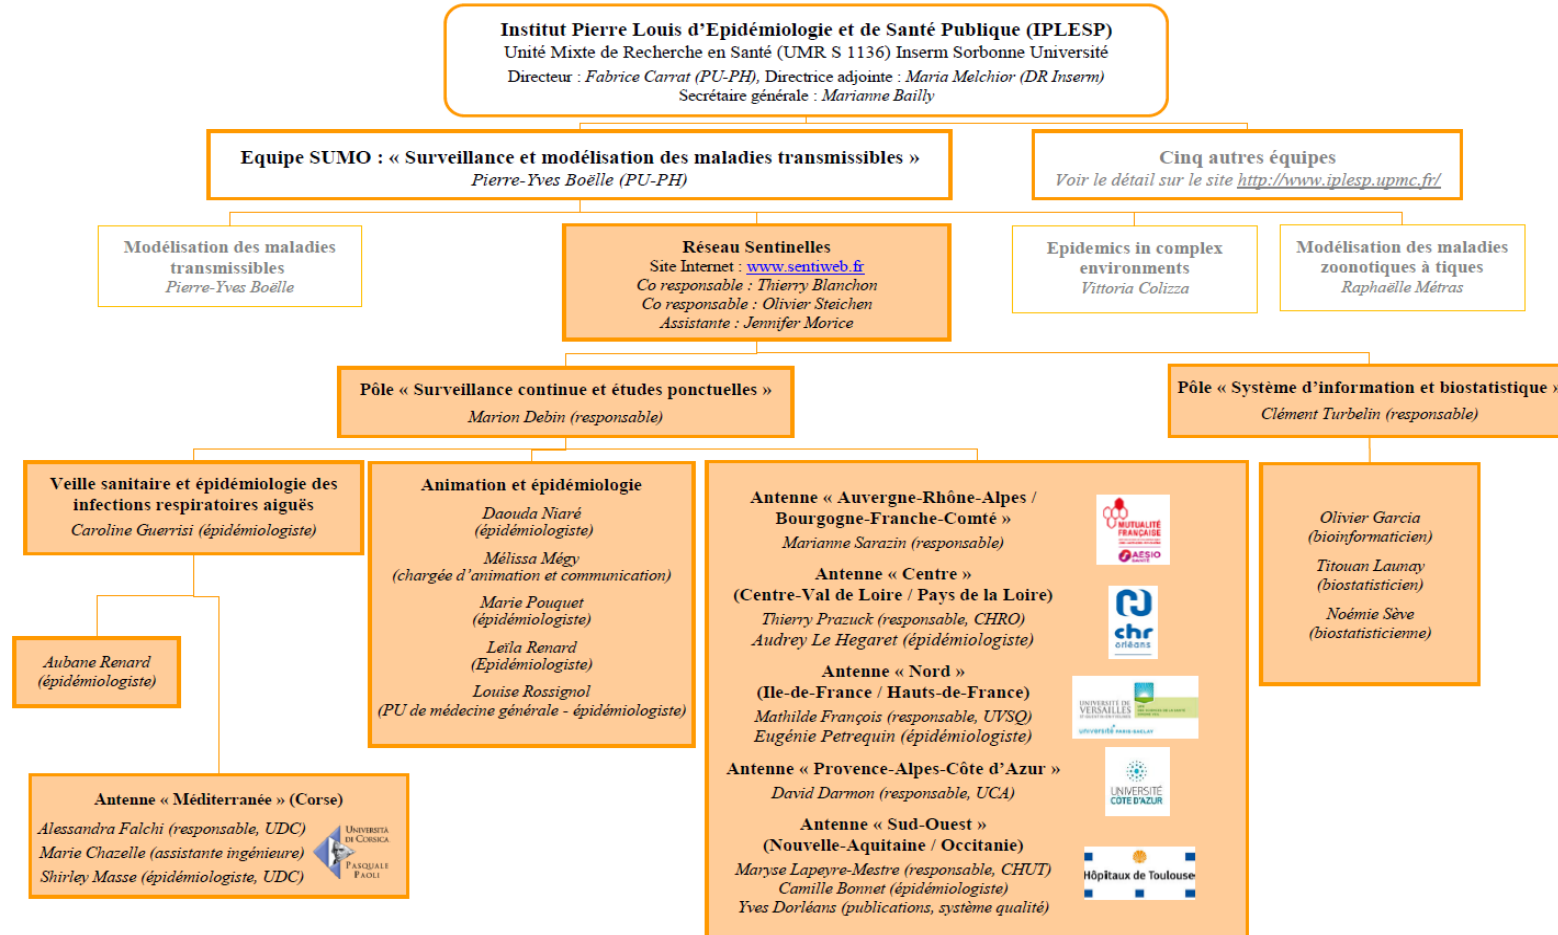 Institut Pierre Louis d’Epidémiologie et de Santé Publique (IPLESP)
Unité Mixte de Recherche en Santé (UMR S 1136) Inserm Sorbonne Université
Directeur : Fabrice Carrat (PU-PH), Directrice adjointe : Maria Melchior (DR Inserm)
Secrétaire générale : Marianne Bailly
Equipe SUMO : « Surveillance et modélisation des maladies transmissibles »
Pierre-Yves Boëlle (PU-PH)
Cinq autres équipes
Voir le détail sur le site http://www.iplesp.upmc.fr/
Modélisation des maladies
transmissibles
Pierre-Yves Boëlle
Réseau Sentinelles
Site Internet : www.sentiweb.fr
Co responsable : Thierry Blanchon
Co responsable : Olivier Steichen
Assistante : Jennifer Morice
Epidemics in complex
environments
Vittoria Colizza
Modélisation des maladies
zoonotiques à tiques
Raphaëlle Métras
Pôle « Surveillance continue et études ponctuelles »
Marion Debin (responsable)
Pôle « Système d’information et biostatistique »
Clément Turbelin (responsable)
Veille sanitaire et épidémiologie des
infections respiratoires aiguës
Caroline Guerrisi (épidémiologiste)
Aubane Renard
(épidémiologiste)
Antenne « Méditerranée » (Corse)
Alessandra Falchi (responsable, UDC)
Marie Chazelle (assistante ingénieure)
Shirley Masse (épidémiologiste, UDC)
UNIVERSITÀ
DI CORSICA
PASQUALE
PAOLI
Animation et épidémiologie
Daouda Niaré
(épidémiologiste)
Mélissa Mégy
(chargée d’animation et communication)
Marie Pouquet
(épidémiologiste)
Leïla Renard
(Epidémiologiste)
Louise Rossignol
(PU de médecine générale - épidémiologiste)
Antenne « Auvergne-Rhône-Alpes /
Bourgogne-Franche-Comté »
Marianne Sarazin (responsable)
MUTUALITÉ
FRANÇAISE
AÉSIO
SANTÉ
Antenne « Centre »
(Centre-Val de Loire / Pays de la Loire)
Thierry Prazuck (responsable, CHRO)
Audrey Le Hegaret (épidémiologiste)
chr
orléans
Antenne « Nord »
(Ile-de-France / Hauts-de-France)
Mathilde François (responsable, UVSQ)
Eugénie Petrequin (épidémiologiste)
UNIVERSITÉ DE
VERSAILLES
université PARIS-SACLAY
Antenne « Provence-Alpes-Côte d’Azur »
David Darmon (responsable, UCA)
UNIVERSITÉ
CÔTE D'AZUR
Antenne « Sud-Ouest »
(Nouvelle-Aquitaine / Occitanie)
Maryse Lapeyre-Mestre (responsable, CHUT)
Camille Bonnet (épidémiologiste)
Yves Dorléans (publications, système qualité)
Hôpitaux de Toulouse
Olivier Garcia
(bioinformaticien)
Titouan Launay
(biostatisticien)
Noémie Sève
(biostatisticienne)